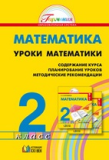 Гармония
МАТЕМАТИКА
УРОКИ МАТЕМАТИКИ
СОДЕРЖАНИЕ КУРСА
ПЛАНИРОВАНИЕ УРОКОВ
МЕТОДИЧЕСКИЕ РЕКОМЕНДАЦИИ
2
КЛАСС